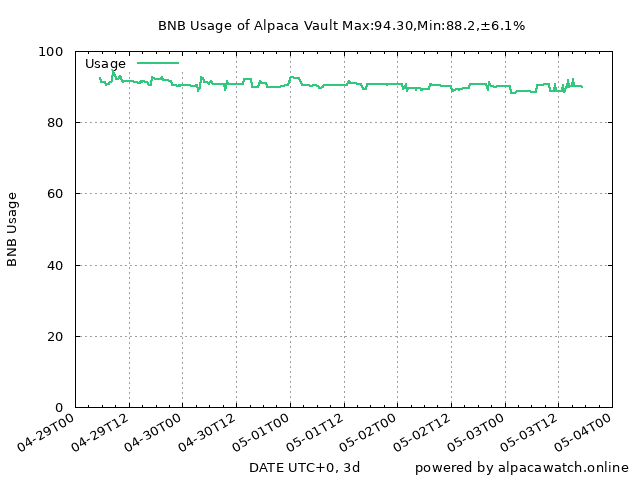 BNB Usage of Alpaca Vault Max:94.30,Min:88.2,±6.1%
Usage
100
80
60
40
20
0
BNB Usage
04-29T00
04-29T12
04-30T00
04-30T12
05-01T00
05-01T12
05-02T00
05-02T12
05-03T00
05-03T12
05-04T00
DATE UTC+0, 3d
powered by alpacawatch.online